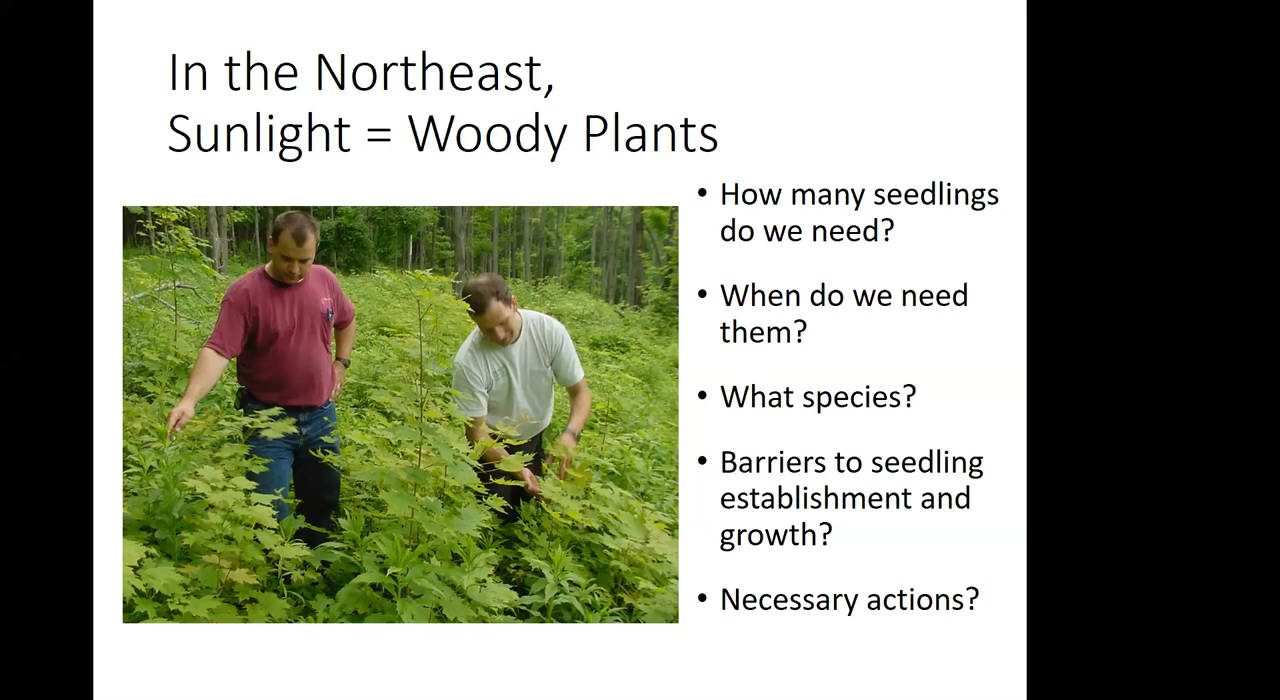 In the Northeast,
Sunlight = Woody Plants
• How many seedlings
do we need?
• When do we need
them?
• What species?
• Barriers to seedling
establishment and
growth?
• Necessary actions?